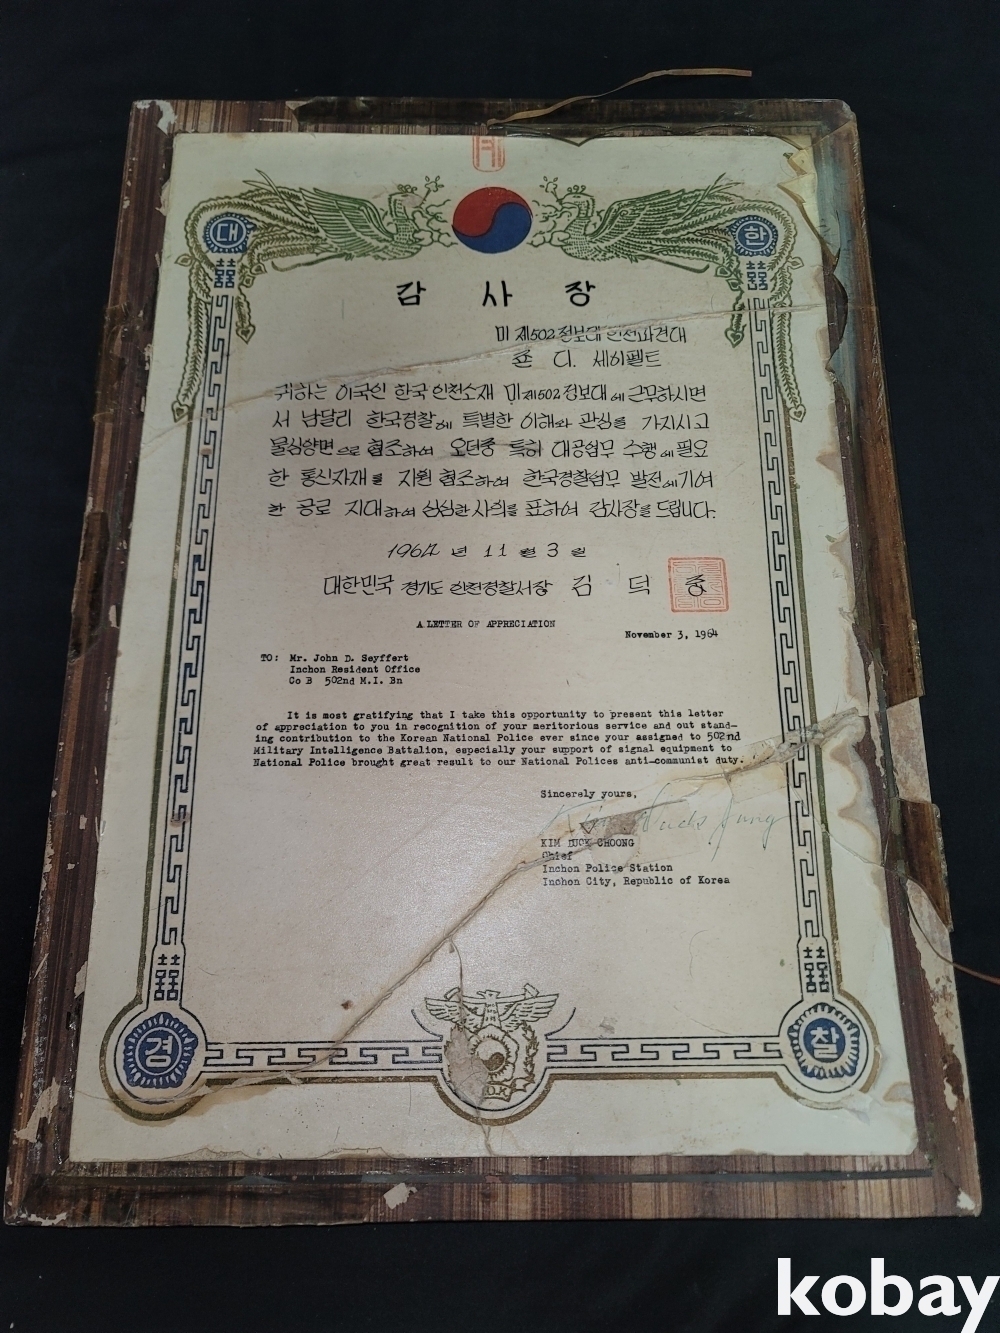 대 한
감 사 장
미 제502정보대 인천파견대
죤 디. 세이펠트
귀하는 이국인 한국 인천소재 미 제502정보대에 근무하시면
서 남달리 한국경찰에 특별한 이해와 관심을 가지시고
물심양면으로 협조하여 오던중 특히 대공업무 수행에 필요
한 통신자재를 지원 협조하여 한국경찰업무 발전에 기여
한 공로 지대하여 심심한 사의를 표하여 감사장을 드립니다.
1964년 11월 3일
대한민국 경기도 인천경찰서장 김 덕 중
A LETTER OF APPRECIATION
November 3, 1964
TO: Mr. John D. Seyffert
Inchon Resident Office
Co B 502nd M.I. Bn
It is most gratifying that I take this opportunity to present this letter
of appreciation to you in recognition of your meritorious service and out stand-
ing contribution to the Korean National Police ever since your assigned to 502nd
Military Intelligence Battalion, especially your support of signal equipment to
National Police brought great result to our National Polices anti-communist duty.
Sincerely yours,
KIM DUCK CHOONG
Chief
Inchon Police Station
Inchon City, Republic of Korea
경 찰
kobay